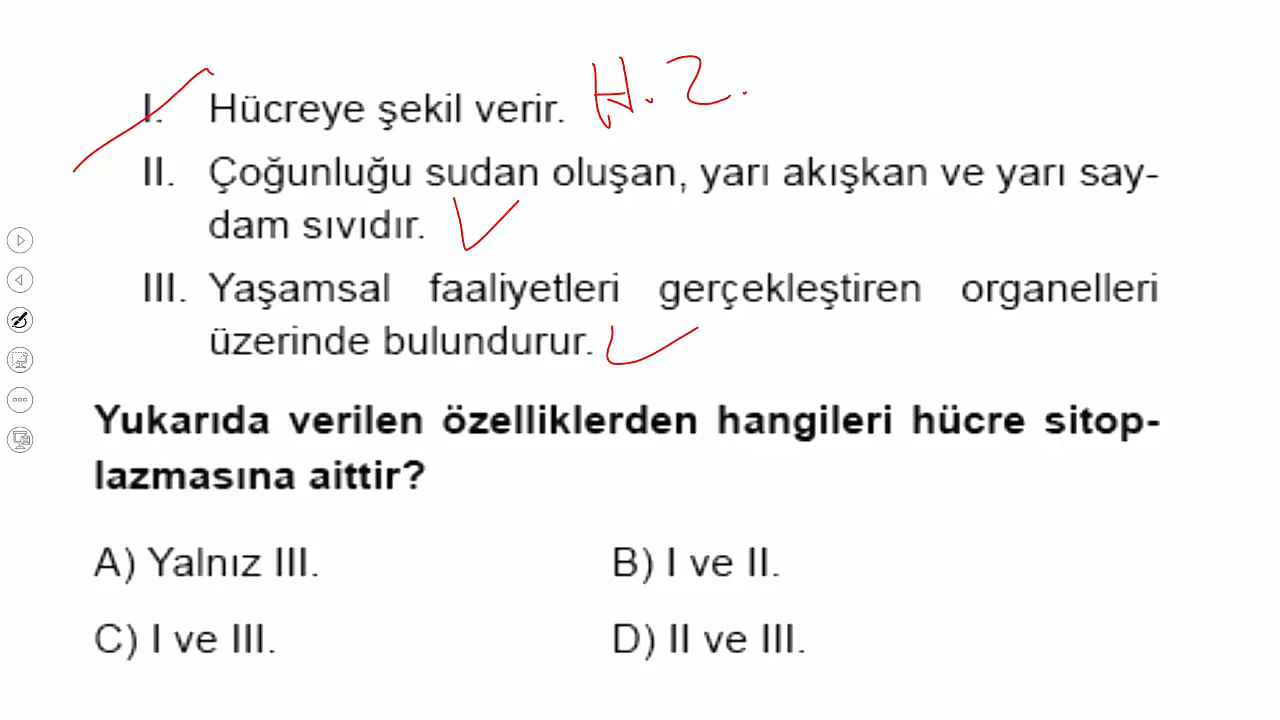 I. Hücreye şekil verir. H. Z.
II. Çoğunluğu sudan oluşan, yarı akışkan ve yarı say-
dam sıvıdır.
III. Yaşamsal faaliyetleri gerçekleştiren organelleri
üzerinde bulundurur.
Yukarıda verilen özelliklerden hangileri hücre sitop-
lazmasına aittir?
A) Yalnız III. B) I ve II.
C) I ve III. D) II ve III.